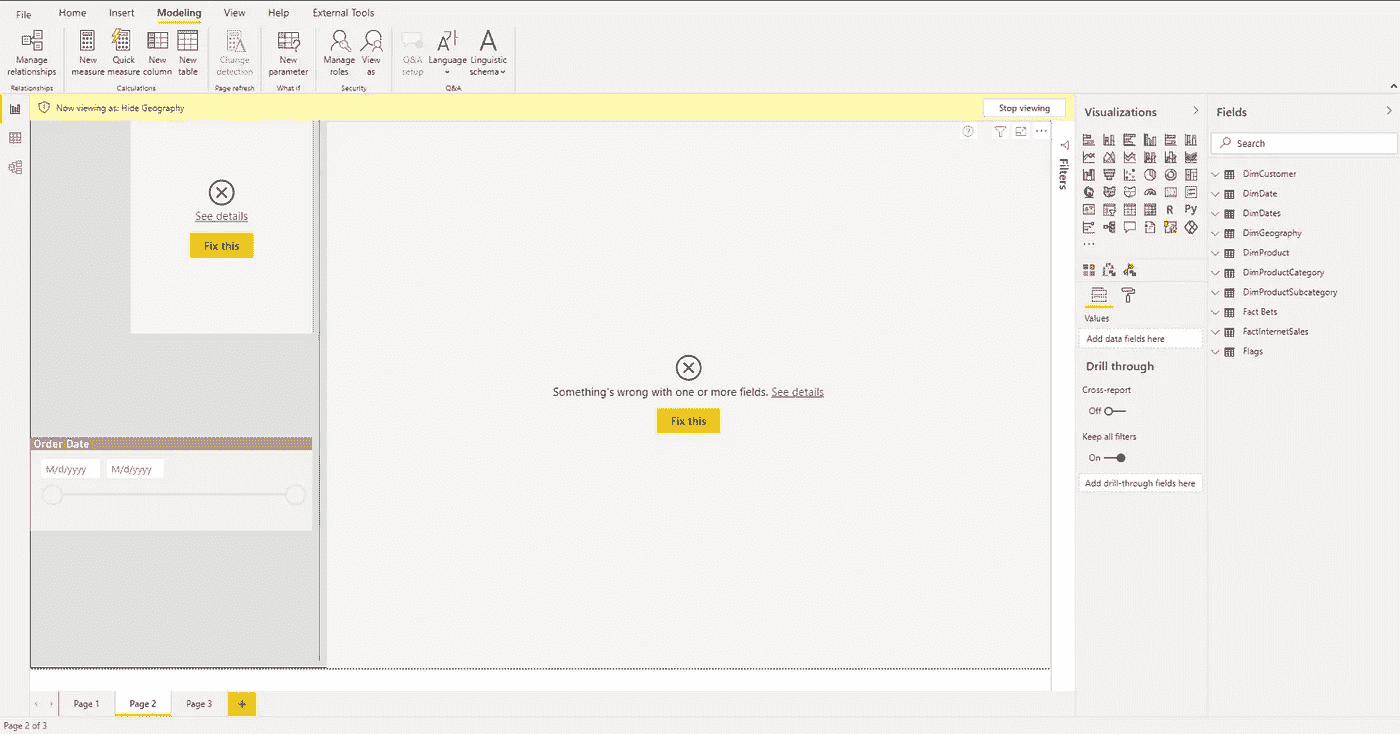 File Home Insert Modeling View Help External Tools
Manage relationships
New measure
Quick measure
New column
New table
Change detection
New parameter
Manage roles
View as
Q&A setup
Language
Linguistic schema
Relationships Calculations Page refresh What if Security Q&A
Now viewing as: Hide Geography
Stop viewing
See details
Fix this
Order Date
M/d/yyyy M/d/yyyy
Something's wrong with one or more fields. See details
Fix this
Filters
Visualizations
R Py
Values
Add data fields here
Drill through
Cross-report
Off
Keep all filters
On
Add drill-through fields here
Fields
Search
DimCustomer
DimDate
DimDates
DimGeography
DimProduct
DimProductCategory
DimProductSubcategory
Fact Bets
FactInternetSales
Flags
Page 1 Page 2 Page 3
Page 2 of 3